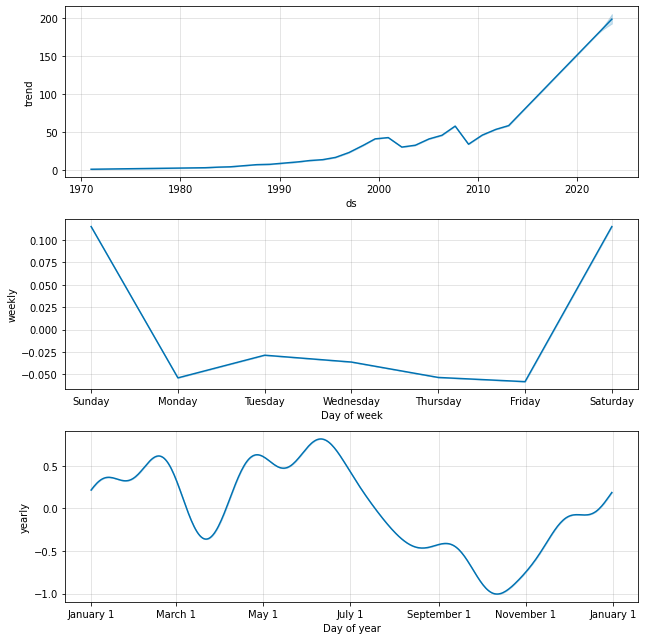 200
150
100
50
0
trend
1970 1980 1990 2000 2010 2020
ds
0.100
0.075
0.050
0.025
0.000
−0.025
−0.050
weekly
Sunday Monday Tuesday Wednesday Thursday Friday Saturday
Day of week
0.5
0.0
−0.5
−1.0
yearly
January 1 March 1 May 1 July 1 September 1 November 1 January 1
Day of year